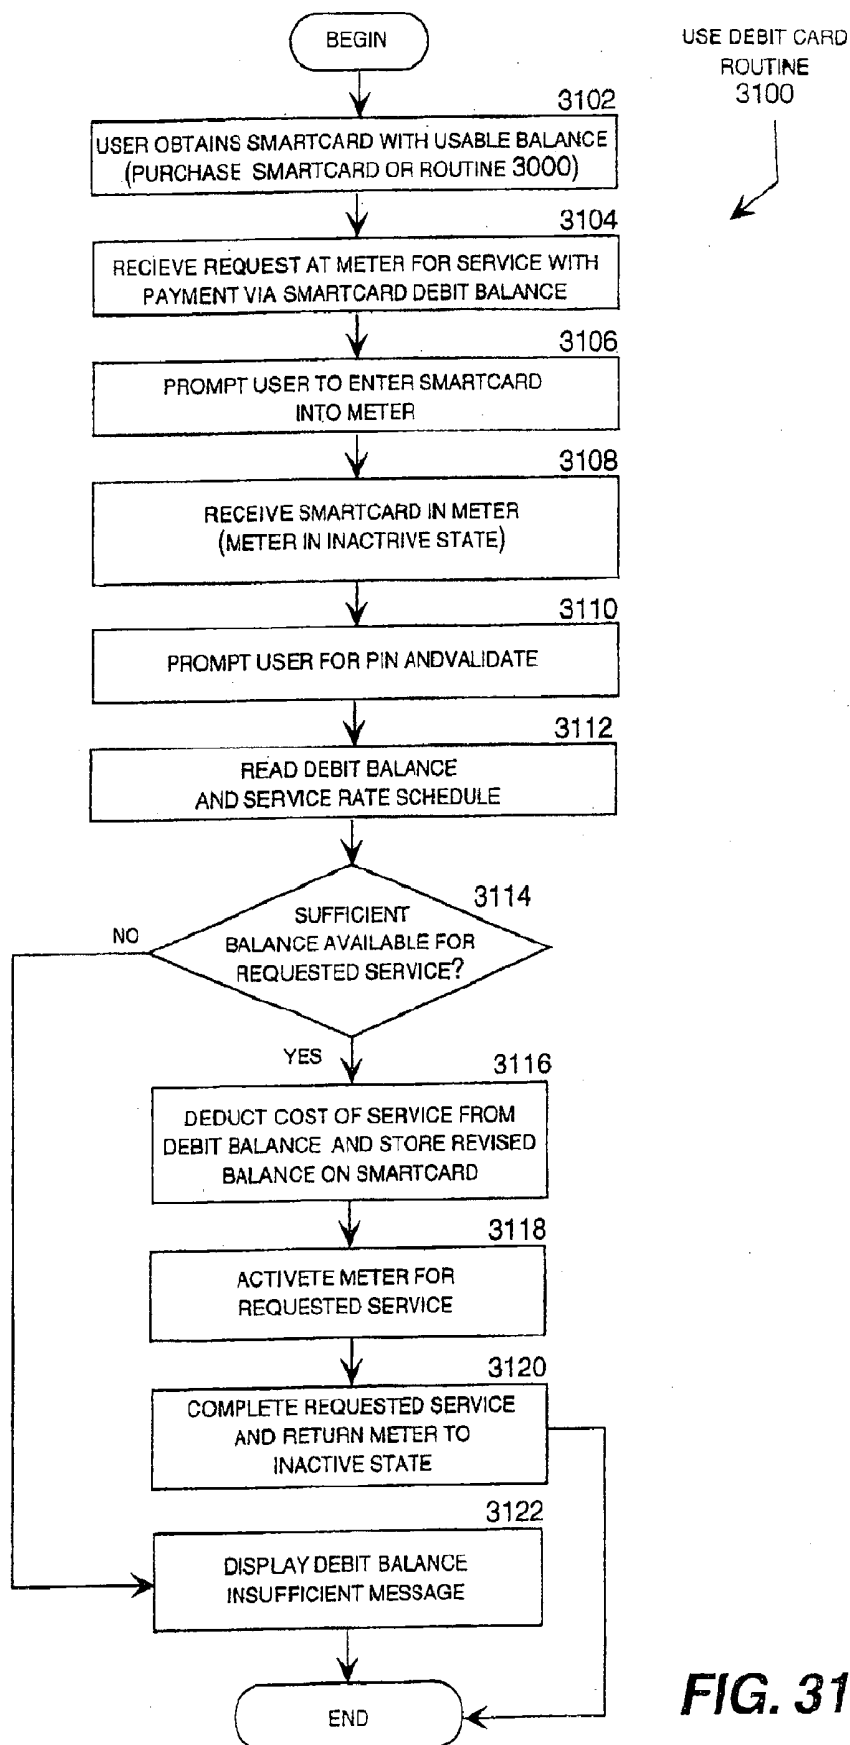 BEGIN
USE DEBIT CARD
ROUTINE
3100
3102
USER OBTAINS SMARTCARD WITH USABLE BALANCE
(PURCHASE SMARTCARD OR ROUTINE 3000)
3104
RECIEVE REQUEST AT METER FOR SERVICE WITH
PAYMENT VIA SMARTCARD DEBIT BALANCE
3106
PROMPT USER TO ENTER SMARTCARD
INTO METER
3108
RECEIVE SMARTCARD IN METER
(METER IN INACTRIVE STATE)
3110
PROMPT USER FOR PIN ANDVALIDATE
3112
READ DEBIT BALANCE
AND SERVICE RATE SCHEDULE
3114
SUFFICIENT
BALANCE AVAILABLE FOR
REQUESTED SERVICE?
NO
YES
3116
DEDUCT COST OF SERVICE FROM
DEBIT BALANCE AND STORE REVISED
BALANCE ON SMARTCARD
3118
ACTIVETE METER FOR
REQUESTED SERVICE
3120
COMPLETE REQUESTED SERVICE
AND RETURN METER TO
INACTIVE STATE
3122
DISPLAY DEBIT BALANCE
INSUFFICIENT MESSAGE
END
FIG. 31